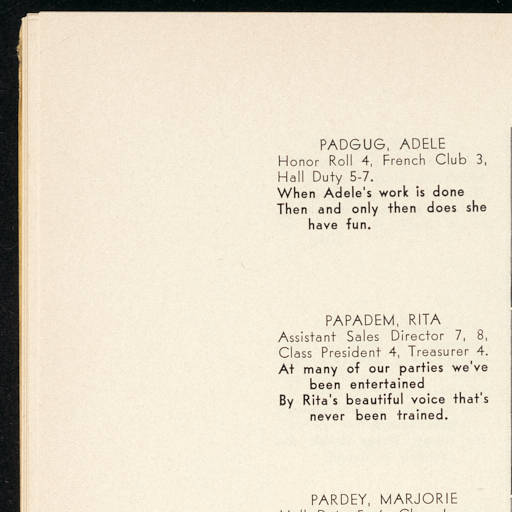 PADGUG, ADELE
Honor Roll 4, French Club 3,
Hall Duty 5-7.
When Adele's work is done
Then and only then does she
have fun.
PAPADEM, RITA
Assistant Sales Director 7, 8,
Class President 4, Treasurer 4.
At many of our parties we've
been entertained
By Rita's beautiful voice that's
never been trained.
PARDEY, MARJORIE